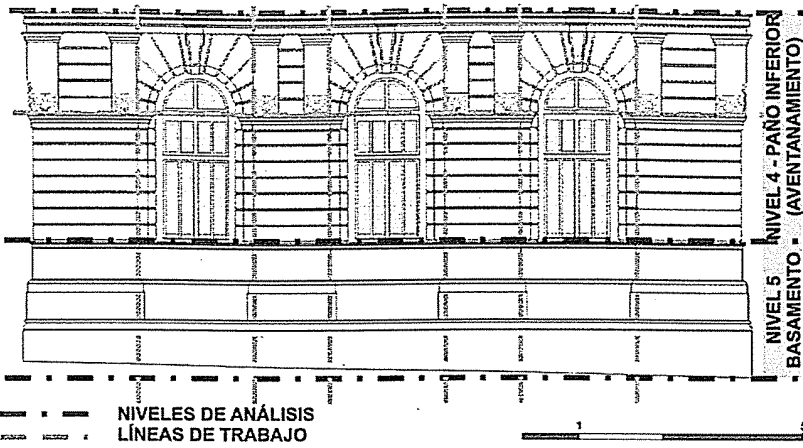 NIVEL 4 - PAÑO INFERIOR
(AVENTANAMIENTO)
NIVEL 5
BASAMENTO
NIVELES DE ANÁLISIS
LÍNEAS DE TRABAJO
1